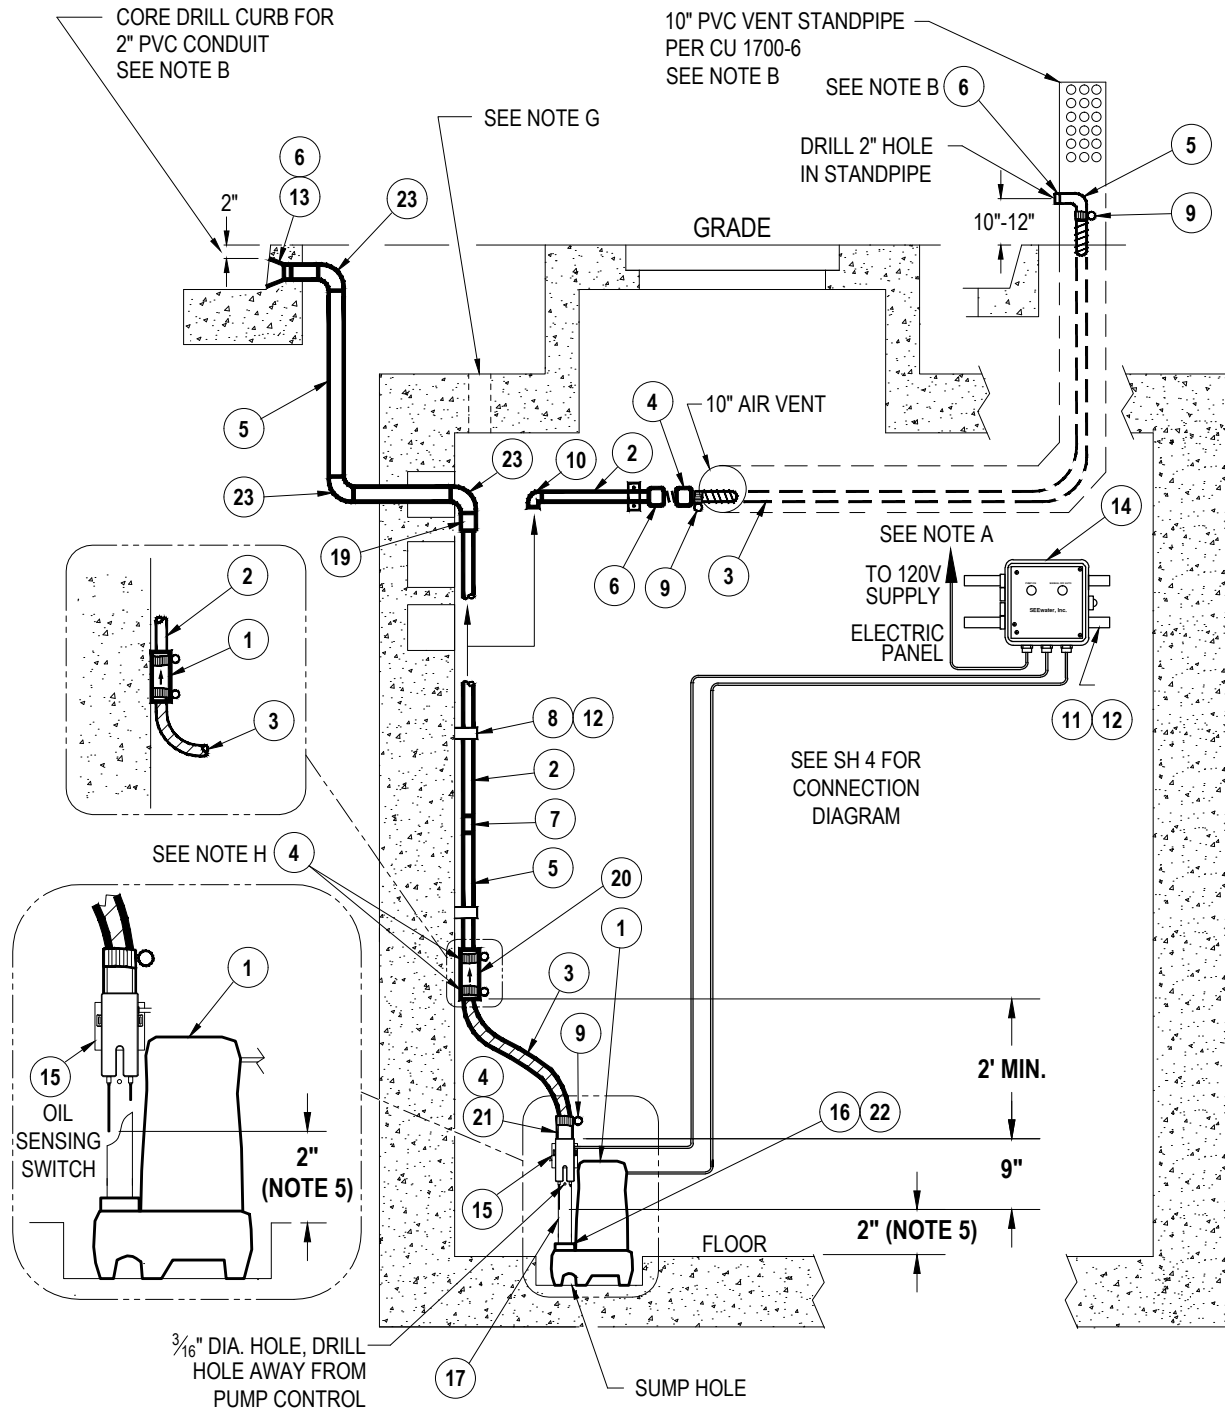 CORE DRILL CURB FOR
2" PVC CONDUIT
SEE NOTE B
10" PVC VENT STANDPIPE
PER CU 1700-6
SEE NOTE B
SEE NOTE B 6
SEE NOTE G
DRILL 2" HOLE
IN STANDPIPE
5
6
13
23
2"
10"-12"
9
GRADE
4
10" AIR VENT
5
23
10
2
23
14
19
6
9
3
SEE NOTE A
TO 120V
SUPPLY
SEEwater, Inc.
ELECTRIC
PANEL
2
1
3
8 12
11 12
2
SEE SH 4 FOR
CONNECTION
DIAGRAM
7
SEE NOTE H 4
5
20
1
1
3
9
15
OIL
SENSING
SWITCH
2"
(NOTE 5)
4
21
2' MIN.
16 22
9"
15
2" (NOTE 5)
FLOOR
3⁄16" DIA. HOLE, DRILL
HOLE AWAY FROM
PUMP CONTROL
17
SUMP HOLE